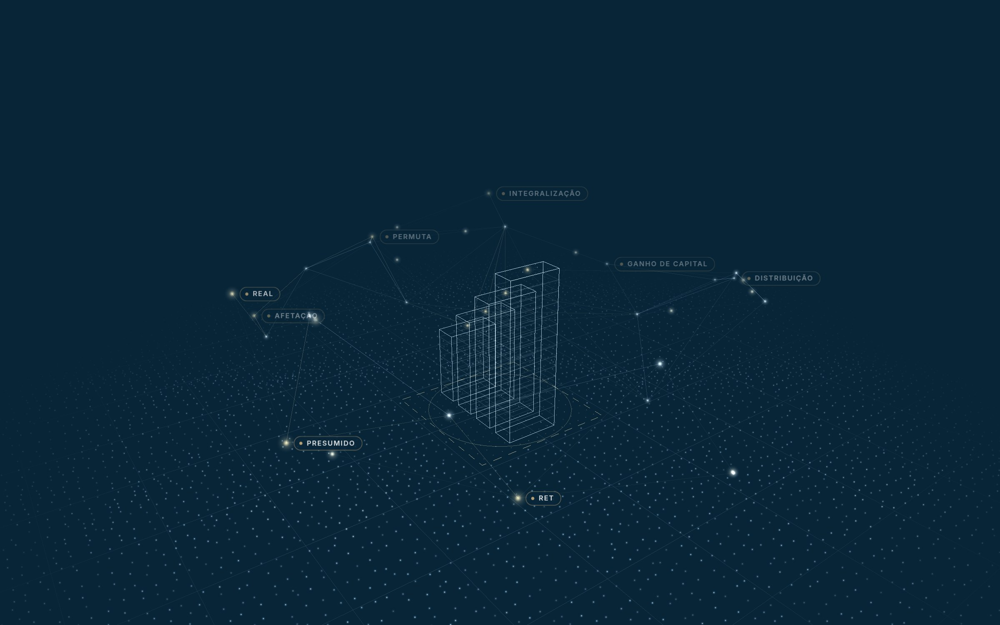 INTEGRALIZAÇÃO
PERMUTA
GANHO DE CAPITAL
DISTRIBUIÇÃO
REAL
AFETAÇÃO
PRESUMIDO
RET